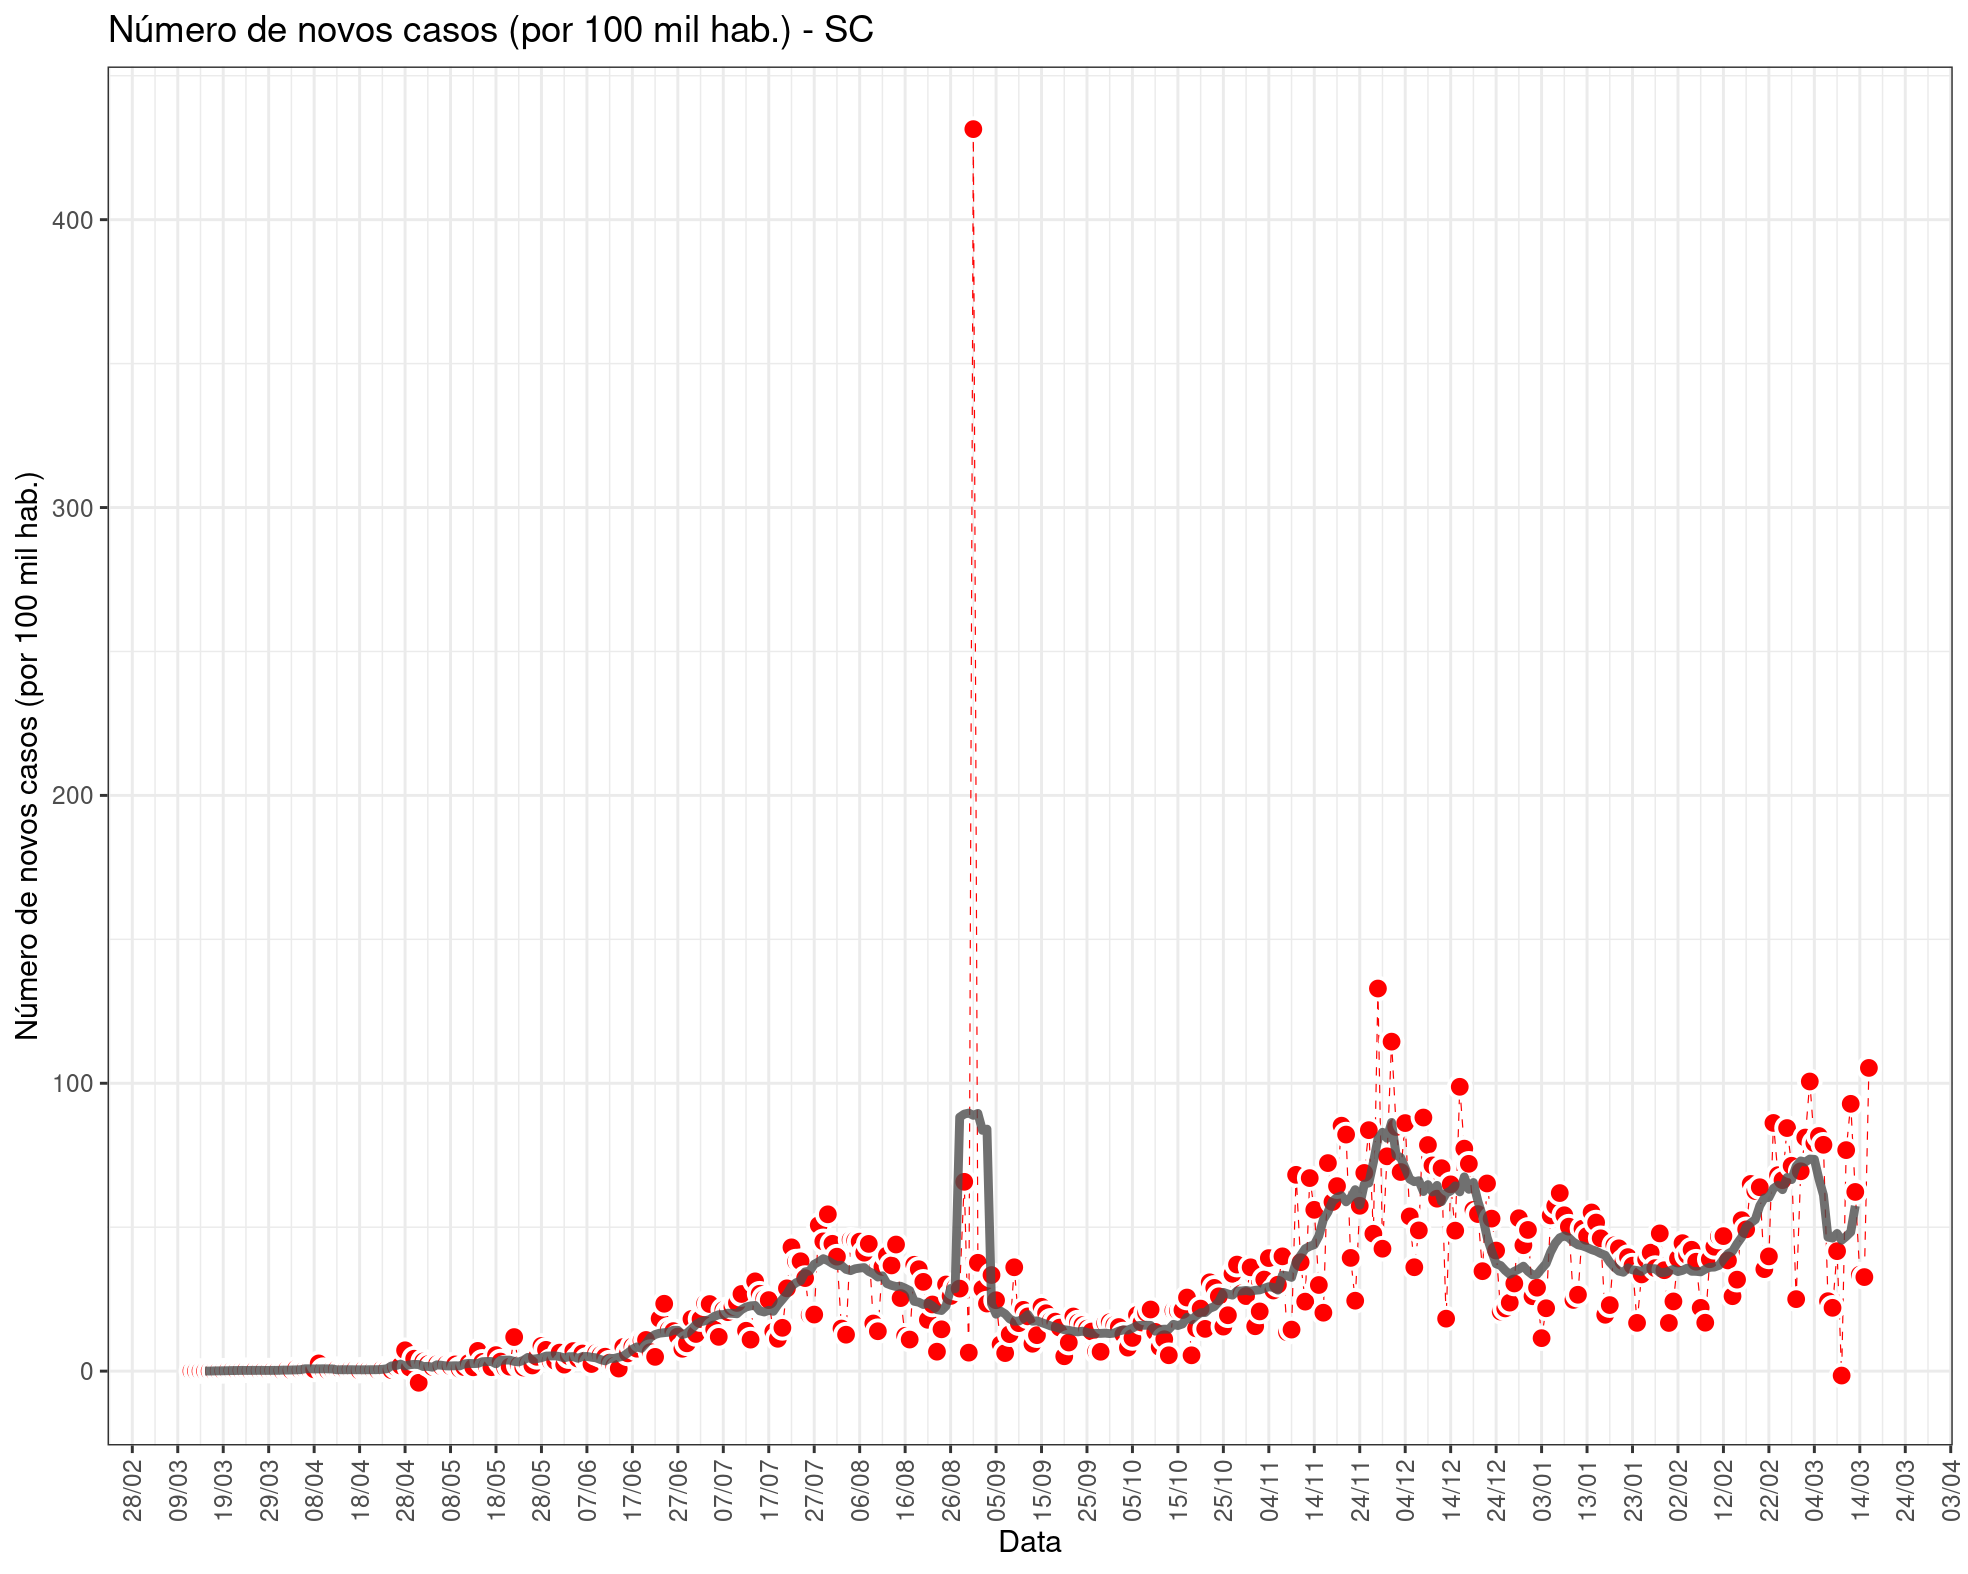 Número de novos casos (por 100 mil hab.) - SC
Número de novos casos (por 100 mil hab.)
400
300
200
100
0
28/02 09/03 19/03 29/03 08/04 18/04 28/04 08/05 18/05 28/05 07/06 17/06 27/06 07/07 17/07 27/07 06/08 16/08 26/08 05/09 15/09 25/09 05/10 15/10 25/10 04/11 14/11 24/11 04/12 14/12 24/12 03/01 13/01 23/01 02/02 12/02 22/02 04/03 14/03 24/03 03/04
Data